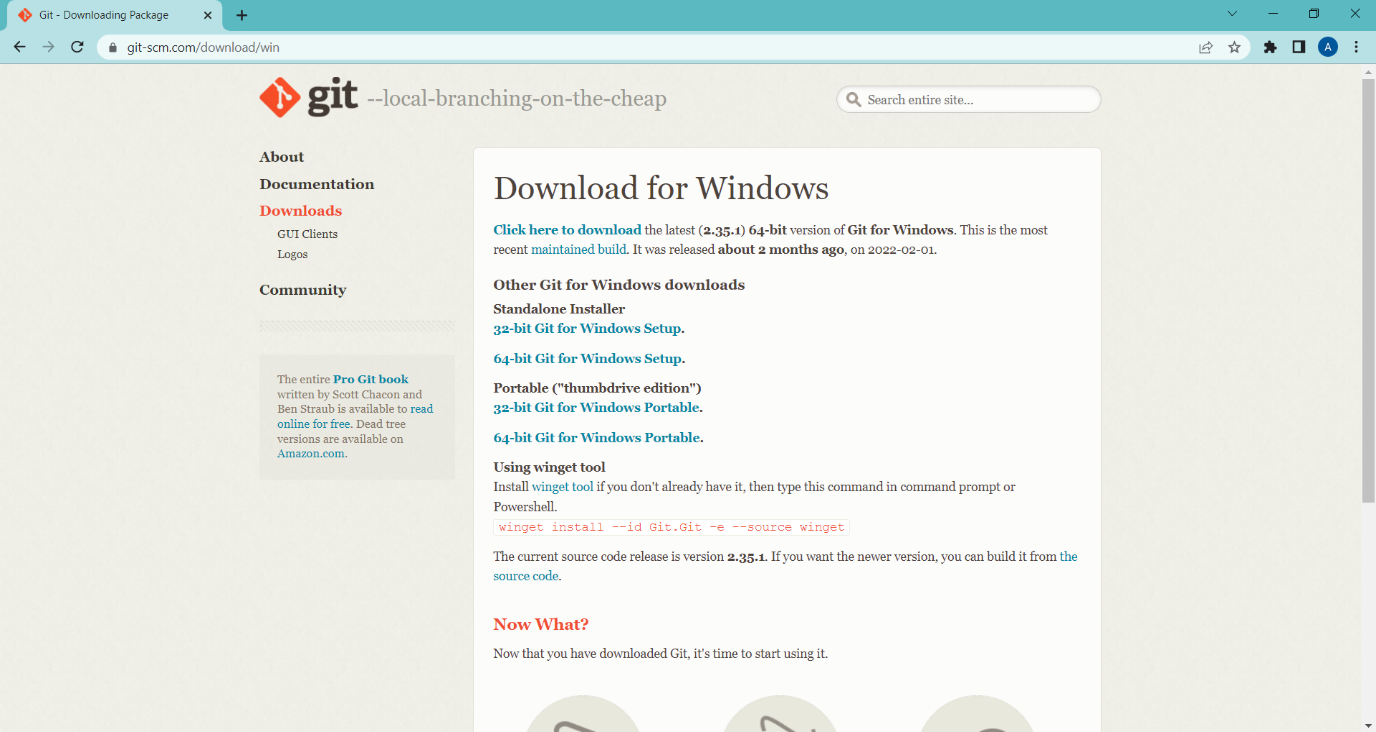 Git - Downloading Package
git-scm.com/download/win
A
git --local-branching-on-the-cheap
Search entire site...
About
Documentation
Downloads
GUI Clients
Logos
Community
The entire Pro Git book
written by Scott Chacon and
Ben Straub is available to read
online for free. Dead tree
versions are available on
Amazon.com.
Download for Windows
Click here to download the latest (2.35.1) 64-bit version of Git for Windows. This is the most
recent maintained build. It was released about 2 months ago, on 2022-02-01.
Other Git for Windows downloads
Standalone Installer
32-bit Git for Windows Setup.
64-bit Git for Windows Setup.
Portable ("thumbdrive edition")
32-bit Git for Windows Portable.
64-bit Git for Windows Portable.
Using winget tool
Install winget tool if you don't already have it, then type this command in command prompt or
Powershell.
winget install --id Git.Git -e --source winget
The current source code release is version 2.35.1. If you want the newer version, you can build it from the
source code.
Now What?
Now that you have downloaded Git, it's time to start using it.